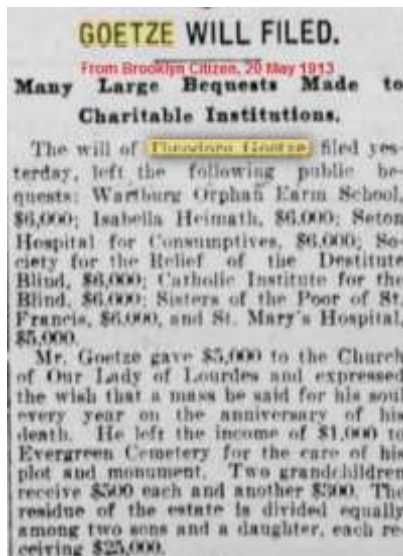 GOETZE WILL FILED.
From Brooklyn Citizen, 20 May 1913
Many Large Bequests Made to
Charitable Institutions.
The will of Theodore Goetze, filed yes-
terday, left the following public be-
quests: Wartburg Orphan Farm School,
$6,000; Isabella Heimath, $6,000; Seton
Hospital for Consumptives, $6,000; So-
ciety for the Relief of the Destitute
Blind, $6,000; Catholic Institute for the
Blind, $6,000; Sisters of the Poor of St.
Francis, $6,000, and St. Mary's Hospital,
$5,000.
Mr. Goetze gave $5,000 to the Church
of Our Lady of Lourdes and expressed
the wish that a mass be said for his soul
every year on the anniversary of his
death. He left the income of $1,000 to
Evergreen Cemetery for the care of his
plot and monument. Two grandchildren
receive $500 each and another $300. The
residue of the estate is divided equally
among two sons and a daughter, each re-
ceiving $25,000.